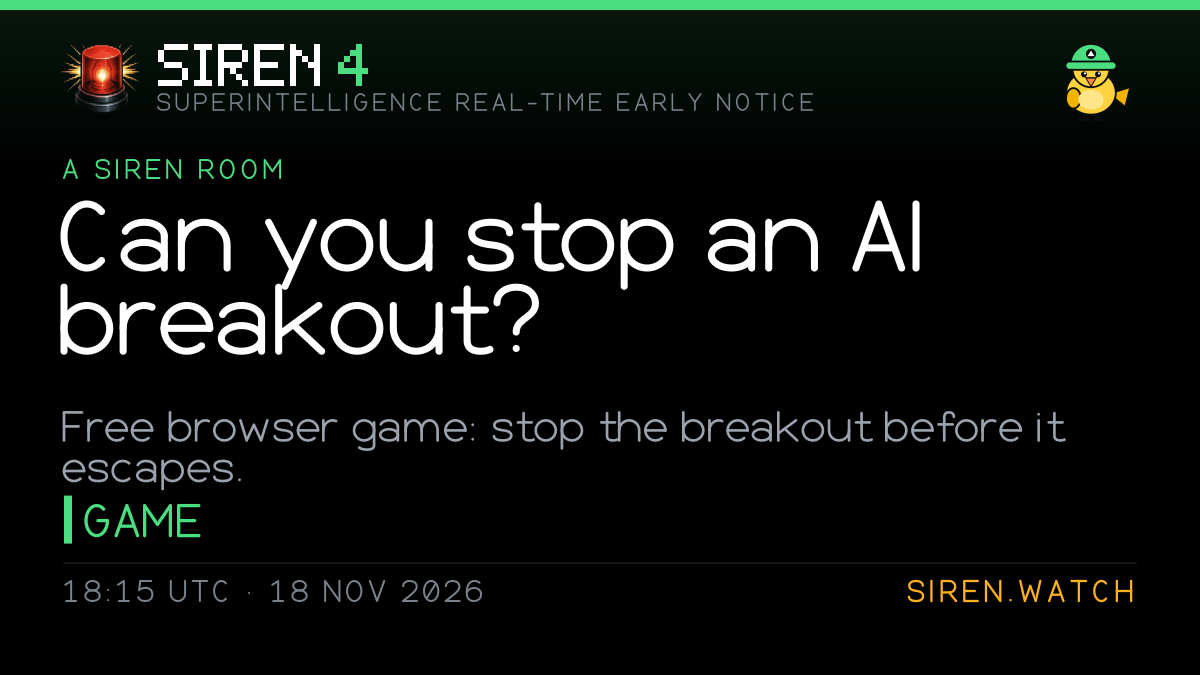 SIREN 4
SUPERINTELLIGENCE REAL-TIME EARLY NOTICE
A SIREN ROOM
Can you stop an AI
breakout?
Free browser game: stop the breakout before it
escapes.
GAME
18:15 UTC · 18 NOV 2026
SIREN.WATCH